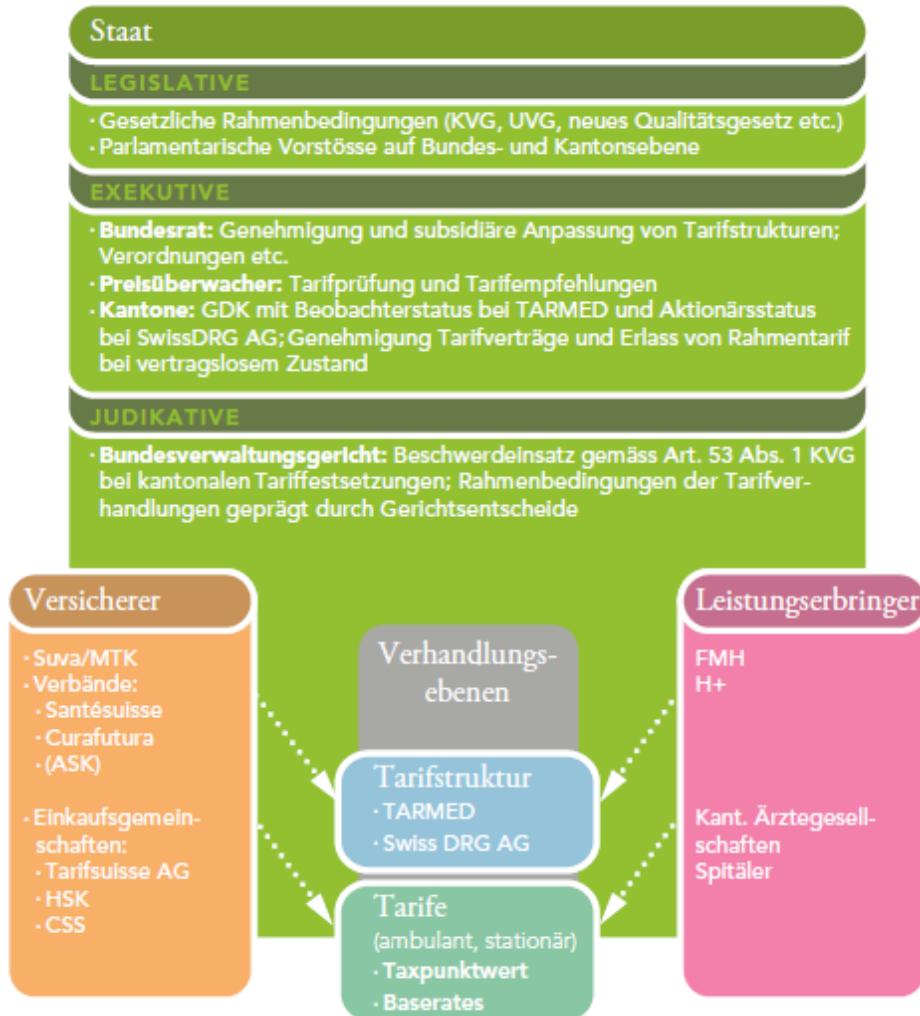 Staat
LEGISLATIVE
· Gesetzliche Rahmenbedingungen (KVG, UVG, neues Qualitätsgesetz etc.)
· Parlamentarische Vorstösse auf Bundes- und Kantonsebene
EXEKUTIVE
· Bundesrat: Genehmigung und subsidiäre Anpassung von Tarifstrukturen;
Verordnungen etc.
· Preisüberwacher: Tarifprüfung und Tarifempfehlungen
· Kantone: GDK mit Beobachterstatus bei TARMED und Aktionärsstatus
bei SwissDRG AG; Genehmigung Tarifverträge und Erlass von Rahmentarif
bei vertragslosem Zustand
JUDIKATIVE
· Bundesverwaltungsgericht: Beschwerdeinsatz gemäss Art. 53 Abs. 1 KVG
bei kantonalen Tariffestsetzungen; Rahmenbedingungen der Tarifver-
handlungen geprägt durch Gerichtsentscheide
Versicherer
· Suva/MTK
· Verbände:
· Santésuisse
· Curafutura
· (ASK)
· Einkaufsgemein-
schaften:
· Tarifsuisse AG
· HSK
· CSS
Verhandlungs-
ebenen
Tarifstruktur
· TARMED
· Swiss DRG AG
Tarife
(ambulant, stationär)
· Taxpunktwert
· Baserates
Leistungserbringer
FMH
H+
Kant. Ärztegesell-
schaften
Spitäler